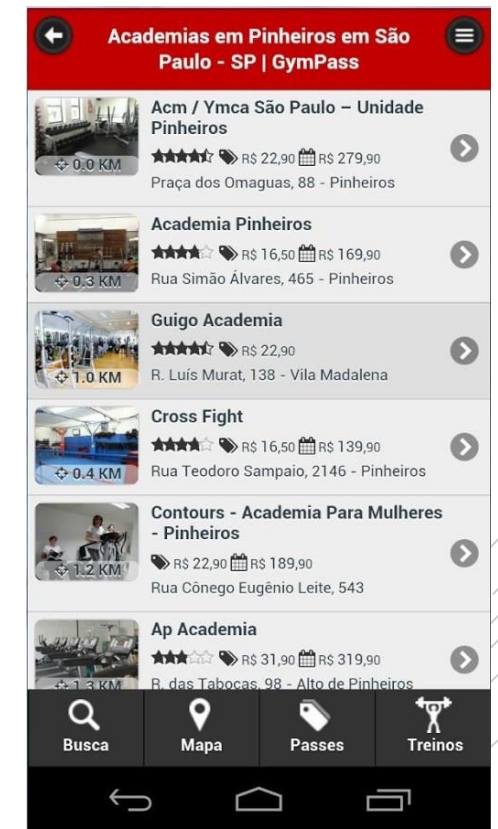 Academias em Pinheiros em São
Paulo - SP | GymPass
Acm / Ymca São Paulo – Unidade
Pinheiros
0.0 KM
R$ 22,90 R$ 279,90
Praça dos Omaguas, 88 - Pinheiros
Academia Pinheiros
R$ 16,50 R$ 169,90
0.3 KM
Rua Simão Álvares, 465 - Pinheiros
Guigo Academia
R$ 22,90
1.0 KM
R. Luís Murat, 138 - Vila Madalena
Cross Fight
R$ 16,50 R$ 139,90
0.4 KM
Rua Teodoro Sampaio, 2146 - Pinheiros
Contours - Academia Para Mulheres
- Pinheiros
1.2 KM
R$ 22,90 R$ 189,90
Rua Cônego Eugênio Leite, 543
Ap Academia
R$ 31,90 R$ 319,90
1.3 KM
R. das Tabocas, 98 - Alto de Pinheiros
Busca
Mapa
Passes
Treinos